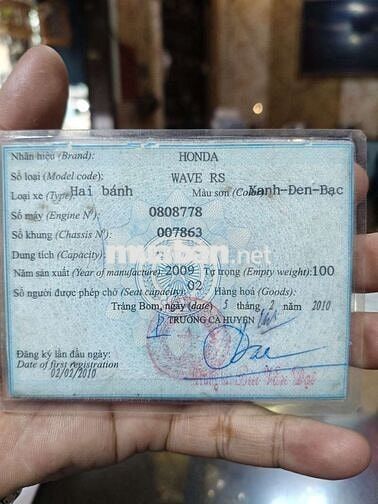 Nhãn hiệu (Brand): HONDA
Số loại (Model code): WAVE RS
Loại xe (Type): Hai bánh Màu sơn (Color): Xanh-Đen-Bạc
Số máy (Engine N°): 0808778
Số khung (Chassis N°): 007863
Dung tích (Capacity)
muaban.net
Năm sản xuất (Year of manufacture) 2009 Tự trọng (Empty weight): 100
Số người được phép chở (Seat capacity): 02 Hàng hoá (Goods):
Trảng Bom, ngày (date) 5 tháng 2 năm 2010
TRƯỞNG CA HUYỆN
Đăng ký lần đầu ngày:
Date of first registration
02/02/2010